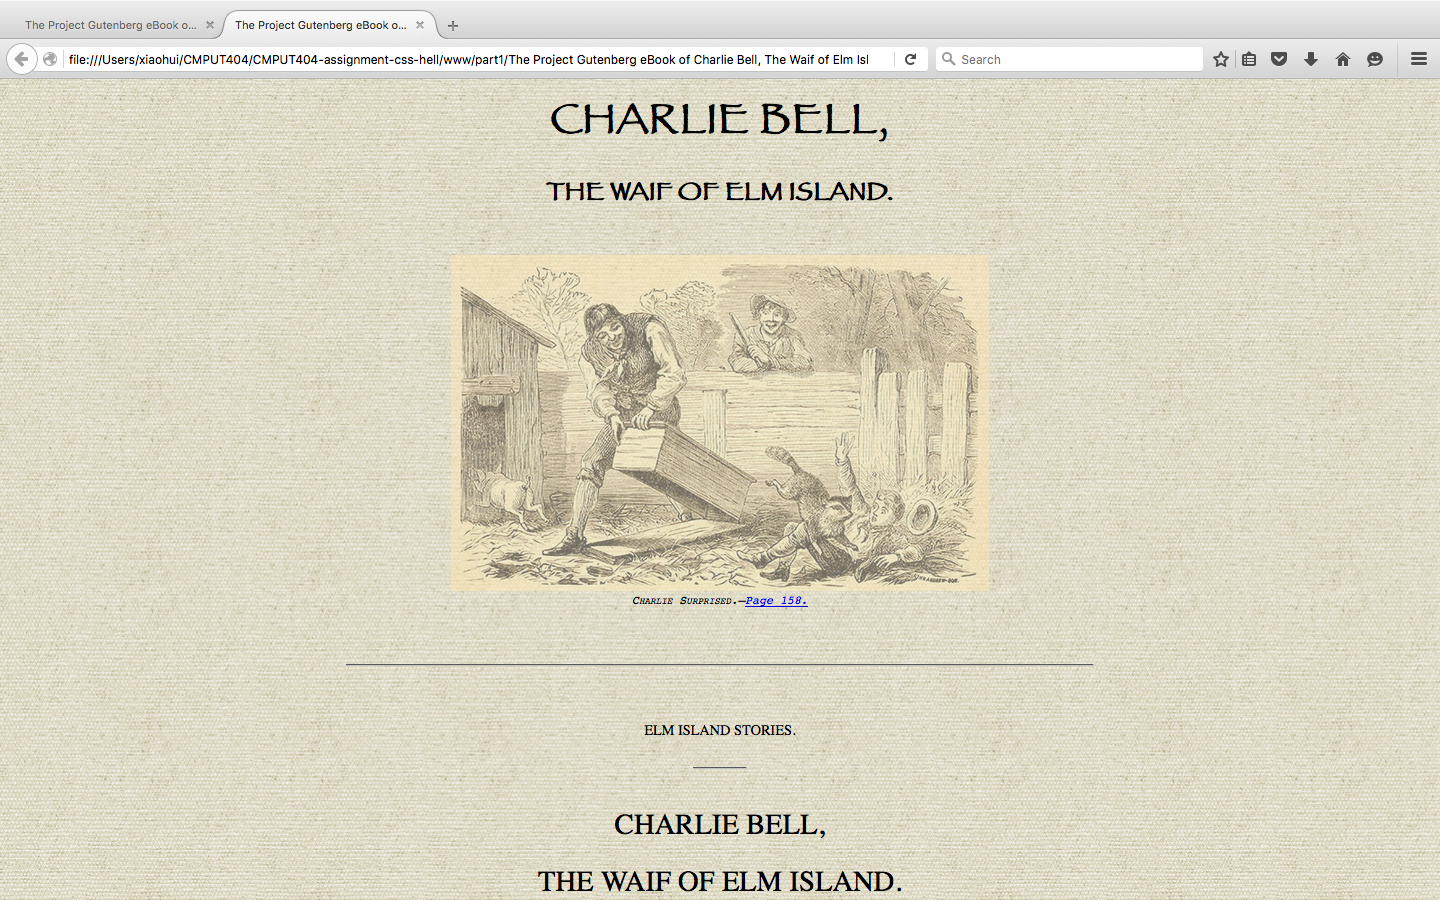 The Project Gutenberg eBook o...
The Project Gutenberg eBook o...
file:///Users/xiaohui/CMPUT404/CMPUT404-assignment-css-hell/www/part1/The Project Gutenberg eBook of Charlie Bell, The Waif of Elm Isl
Search
CHARLIE BELL,
THE WAIF OF ELM ISLAND.
CHARLIE SURPRISED.—Page 158.
ELM ISLAND STORIES.
CHARLIE BELL,
THE WAIF OF ELM ISLAND.